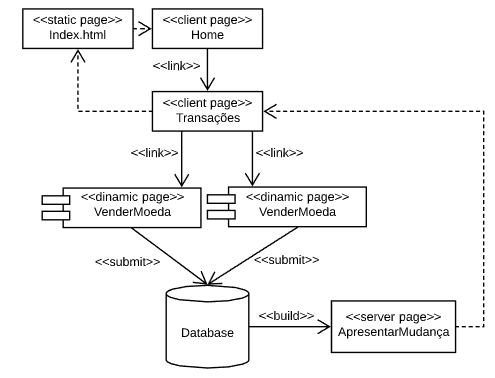 <<static page>>
Index.html
<<client page>>
Home
<<link>>
<<client page>>
Transações
<<link>>
<<link>>
<<dinamic page>>
VenderMoeda
<<dinamic page>>
VenderMoeda
<<submit>>
<<submit>>
Database
<<build>>
<<server page>>
ApresentarMudança